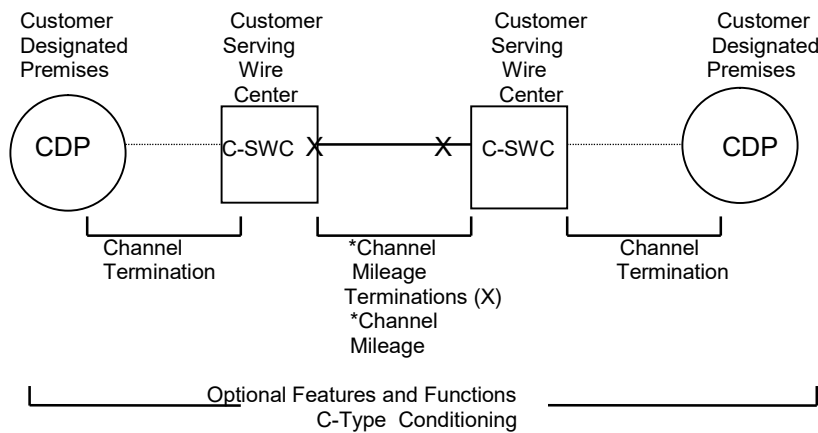 Customer
Designated
Premises
Customer
Serving
Wire
Center
Customer
Serving
Wire
Center
Customer
Designated
Premises
CDP
C-SWC
X
X
C-SWC
CDP
Channel
Termination
*Channel
Mileage
Terminations (X)
*Channel
Mileage
Channel
Termination
Optional Features and Functions
C-Type Conditioning